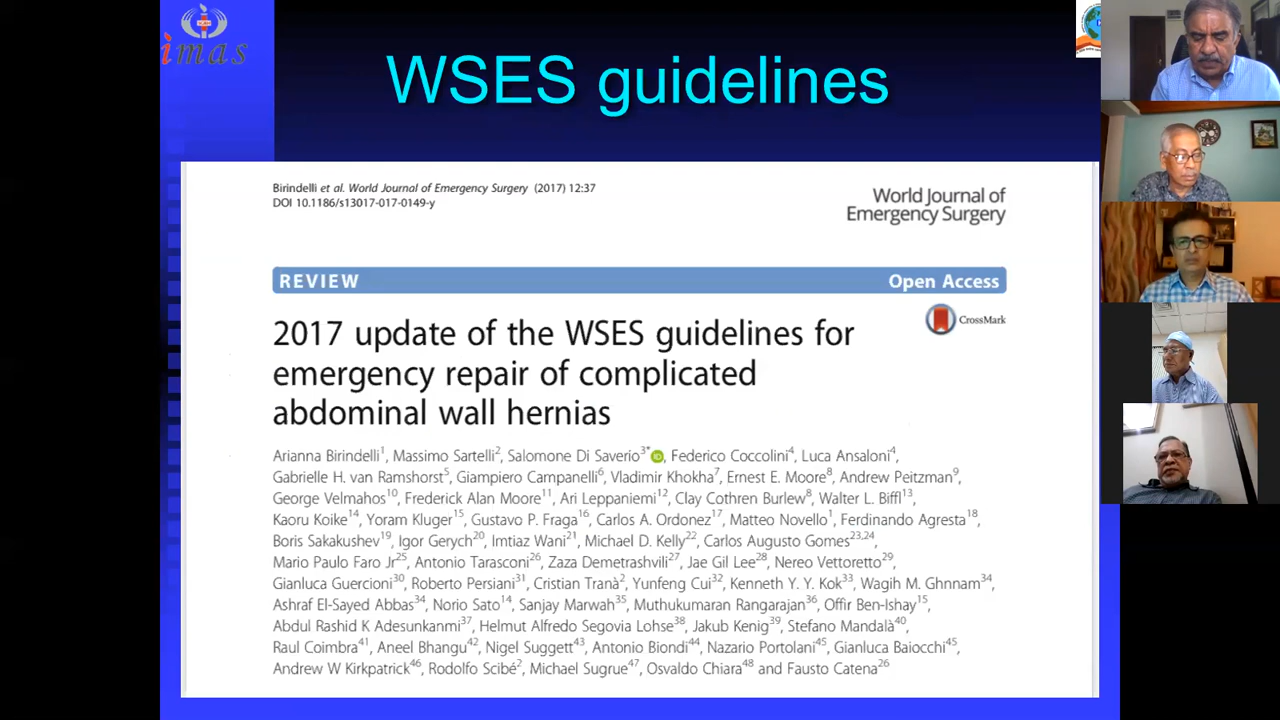 imas
WSES guidelines
Birindelli et al. World Journal of Emergency Surgery (2017) 12:37
DOI 10.1186/s13017-017-0149-y
World Journal of
Emergency Surgery
REVIEW
Open Access
CrossMark
2017 update of the WSES guidelines for
emergency repair of complicated
abdominal wall hernias
Arianna Birindelli1, Massimo Sartelli2, Salomone Di Saverio3*, Federico Coccolini4, Luca Ansaloni4,
Gabrielle H. van Ramshorst5, Giampiero Campanelli6, Vladimir Khokha7, Ernest E. Moore8, Andrew Peitzman9,
George Velmahos10, Frederick Alan Moore11, Ari Leppaniemi12, Clay Cothren Burlew8, Walter L. Biffl13,
Kaoru Koike14, Yoram Kluger15, Gustavo P. Fraga16, Carlos A. Ordonez17, Matteo Novello1, Ferdinando Agresta18,
Boris Sakakushev19, Igor Gerych20, Imtiaz Wani21, Michael D. Kelly22, Carlos Augusto Gomes23,24,
Mario Paulo Faro Jr25, Antonio Tarasconi26, Zaza Demetrashvili27, Jae Gil Lee28, Nereo Vettoretto29,
Gianluca Guercioni30, Roberto Persiani31, Cristian Tranà2, Yunfeng Cui32, Kenneth Y. Y. Kok33, Wagih M. Ghnnam34,
Ashraf El-Sayed Abbas34, Norio Sato14, Sanjay Marwah35, Muthukumaran Rangarajan36, Offir Ben-Ishay15,
Abdul Rashid K Adesunkanmi37, Helmut Alfredo Segovia Lohse38, Jakub Kenig39, Stefano Mandalà40,
Raul Coimbra41, Aneel Bhangu42, Nigel Suggett43, Antonio Biondi44, Nazario Portolani45, Gianluca Baiocchi45,
Andrew W Kirkpatrick46, Rodolfo Scibé2, Michael Sugrue47, Osvaldo Chiara48 and Fausto Catena26